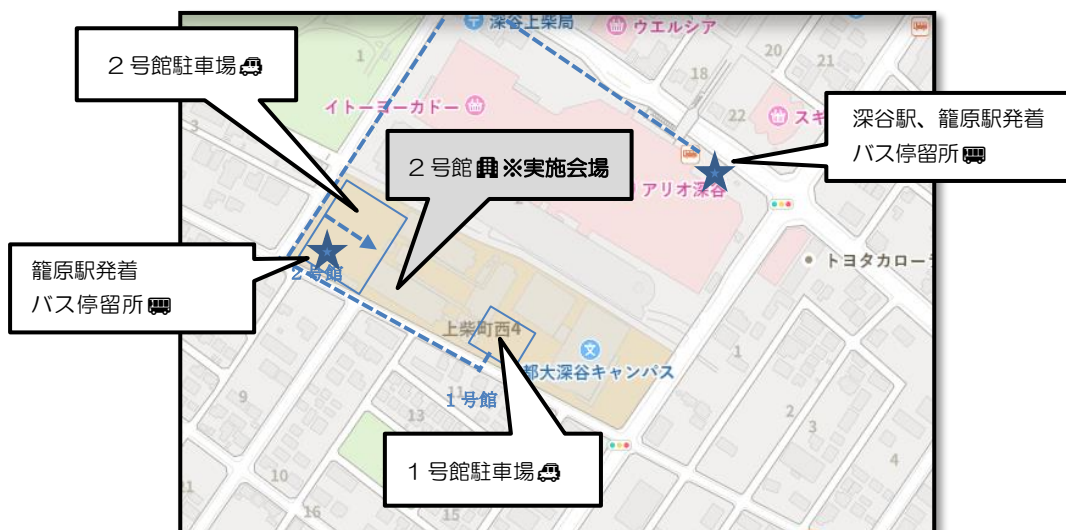 深谷上柴局
ウエルシア
1
20
21
18
22
2号館駐車場
イトーヨーカドー
3
スギ
深谷駅、籠原駅発着
バス停留所
2号館 ※実施会場
アリオ深谷
トヨタカローラ
籠原駅発着
バス停留所
2号館
上柴町西4
都大深谷キャンパス
1
11
1号館
9
13
2
3
4
1号館駐車場
10
21
16
15